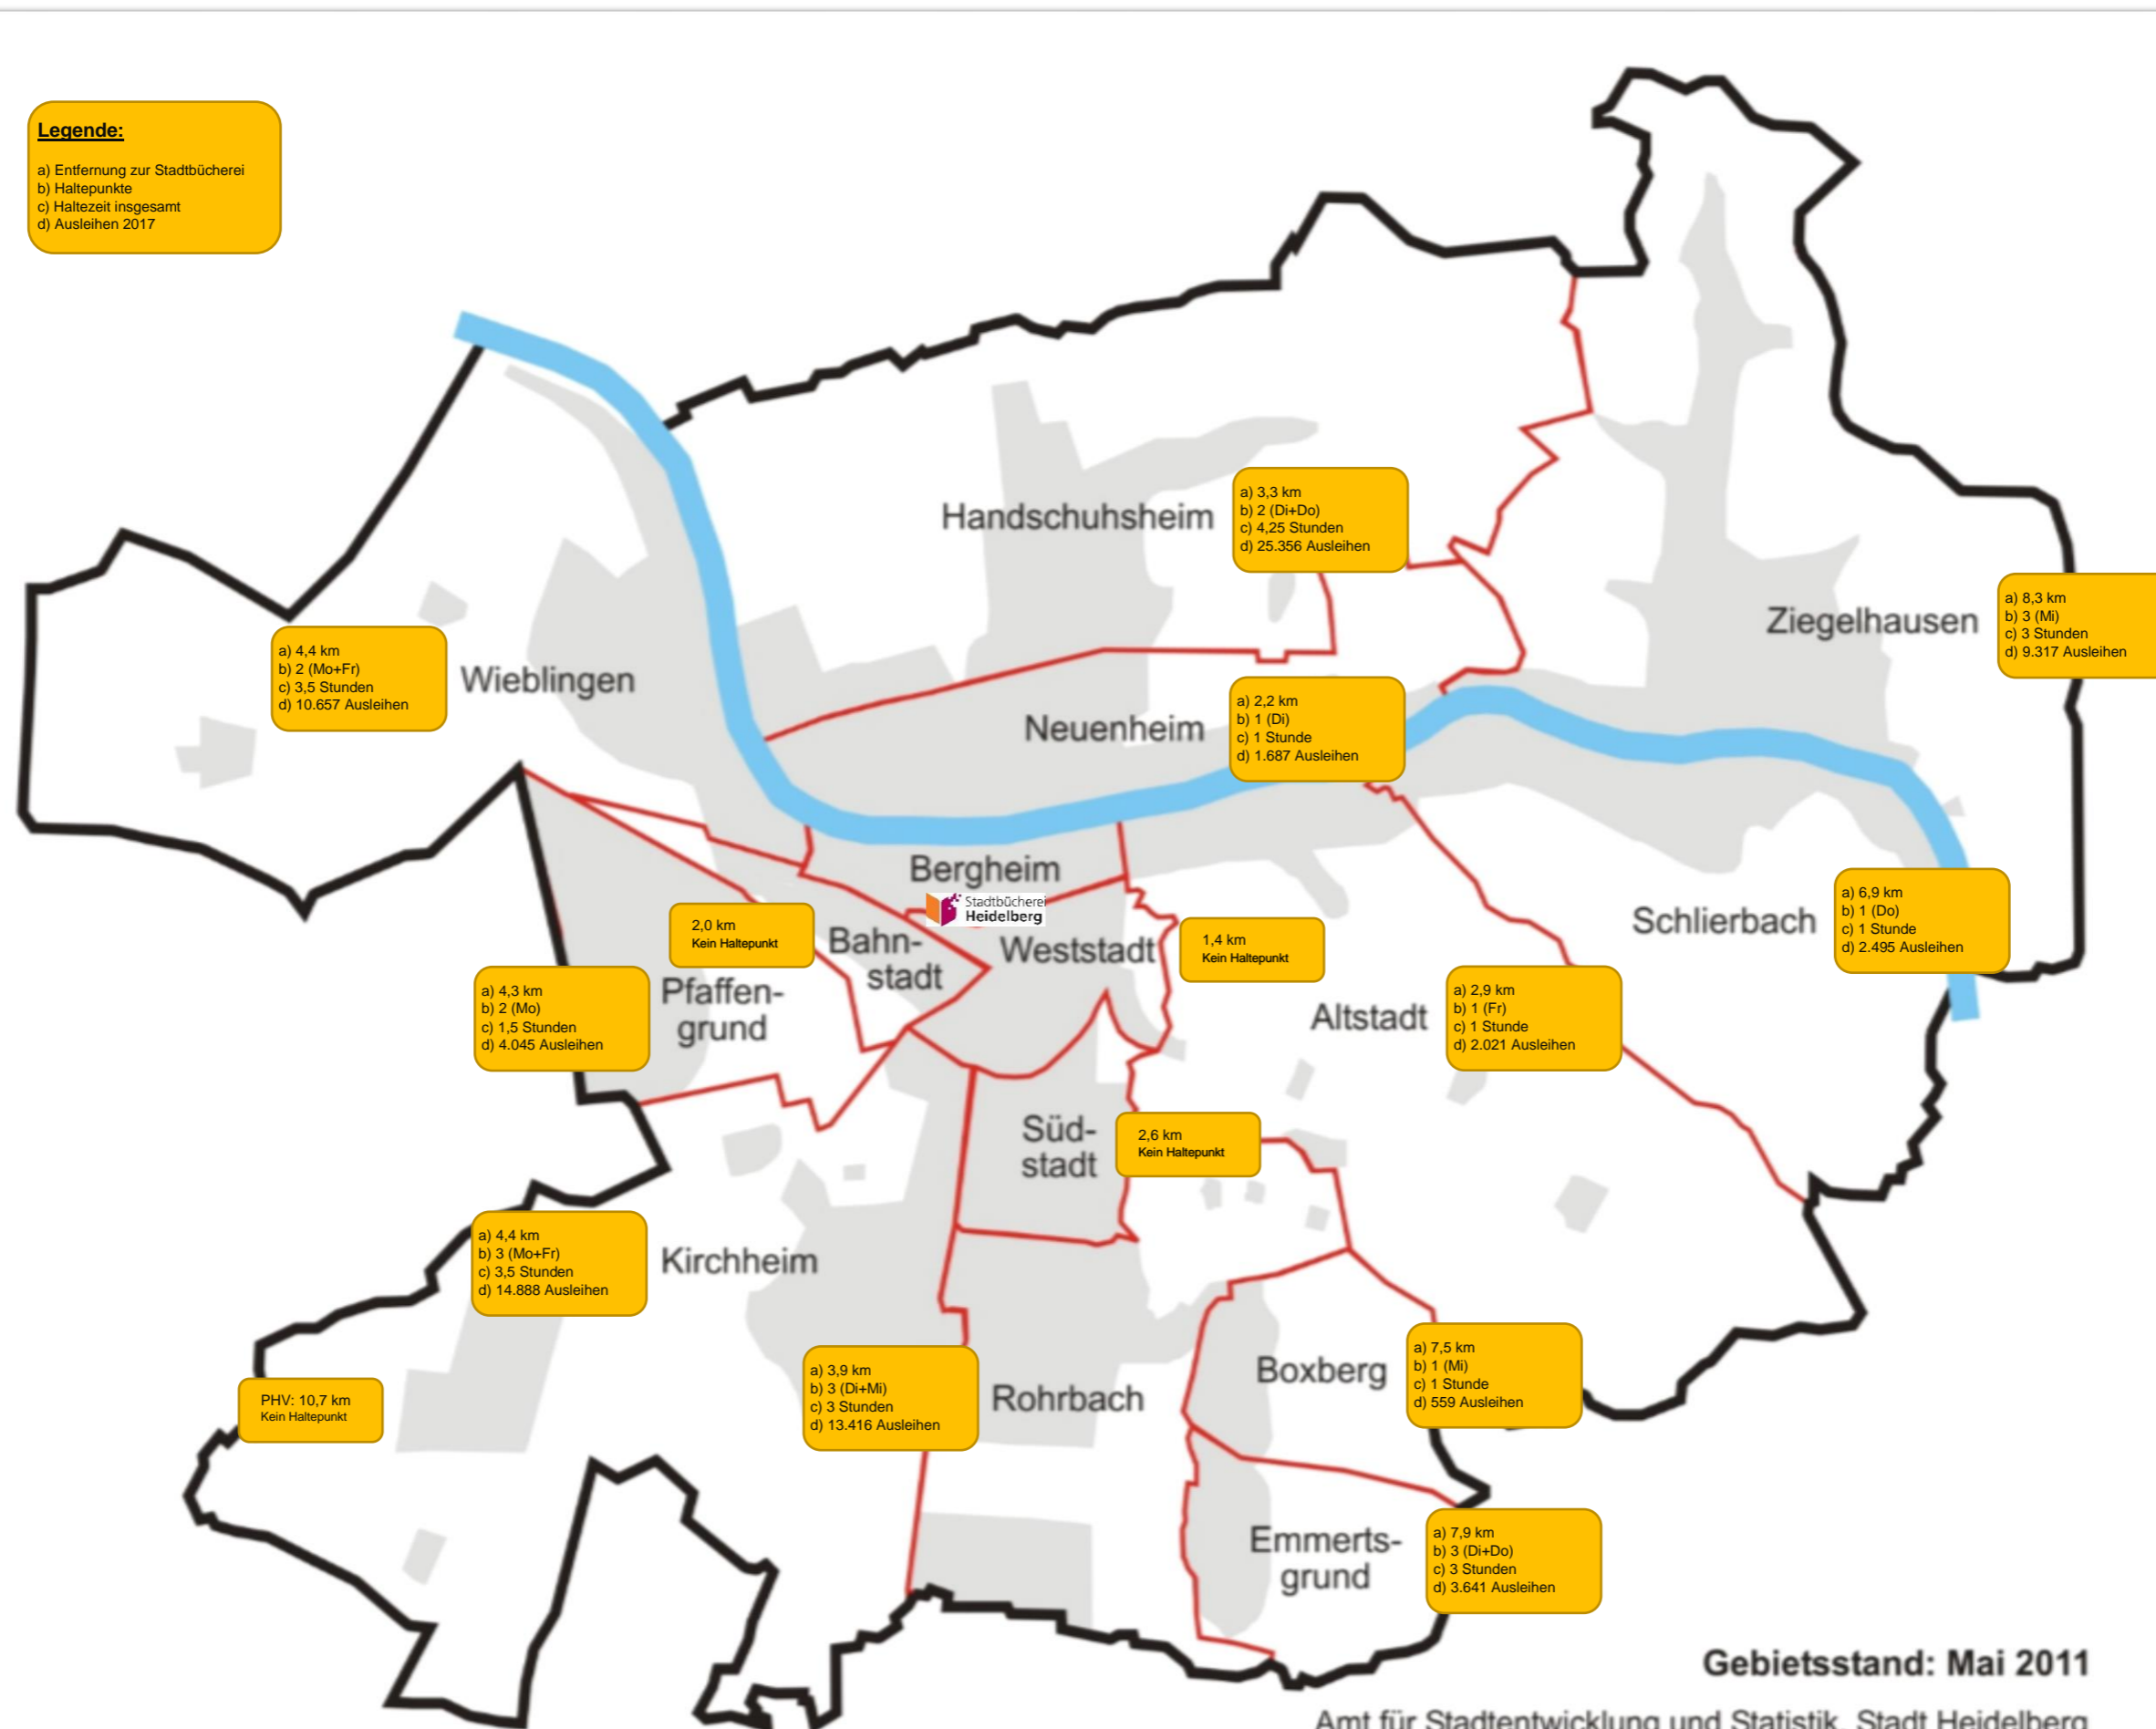 Legende:
a) Entfernung zur Stadtbücherei
b) Haltepunkte
c) Haltezeit insgesamt
d) Ausleihen 2017
Handschuhsheim
a) 3,3 km
b) 2 (Di+Do)
c) 4,25 Stunden
d) 25.356 Ausleihen
Ziegelhausen
a) 8,3 km
b) 3 (Mi)
c) 3 Stunden
d) 9.317 Ausleihen
a) 4,4 km
b) 2 (Mo+Fr)
c) 3,5 Stunden
d) 10.657 Ausleihen
Wieblingen
Neuenheim
a) 2,2 km
b) 1 (Di)
c) 1 Stunde
d) 1.687 Ausleihen
Bergheim
Stadtbücherei
Heidelberg
2,0 km
Kein Haltepunkt
Bahn-
stadt
Weststadt
1,4 km
Kein Haltepunkt
Schlierbach
a) 6,9 km
b) 1 (Do)
c) 1 Stunde
d) 2.495 Ausleihen
a) 4,3 km
b) 2 (Mo)
c) 1,5 Stunden
d) 4.045 Ausleihen
Pfaffen-
grund
Altstadt
a) 2,9 km
b) 1 (Fr)
c) 1 Stunde
d) 2.021 Ausleihen
Süd-
stadt
2,6 km
Kein Haltepunkt
a) 4,4 km
b) 3 (Mo+Fr)
c) 3,5 Stunden
d) 14.888 Ausleihen
Kirchheim
PHV: 10,7 km
Kein Haltepunkt
a) 3,9 km
b) 3 (Di+Mi)
c) 3 Stunden
d) 13.416 Ausleihen
Rohrbach
Boxberg
a) 7,5 km
b) 1 (Mi)
c) 1 Stunde
d) 559 Ausleihen
Emmerts-
grund
a) 7,9 km
b) 3 (Di+Do)
c) 3 Stunden
d) 3.641 Ausleihen
Gebietsstand: Mai 2011
Amt für Stadtentwicklung und Statistik, Stadt Heidelberg